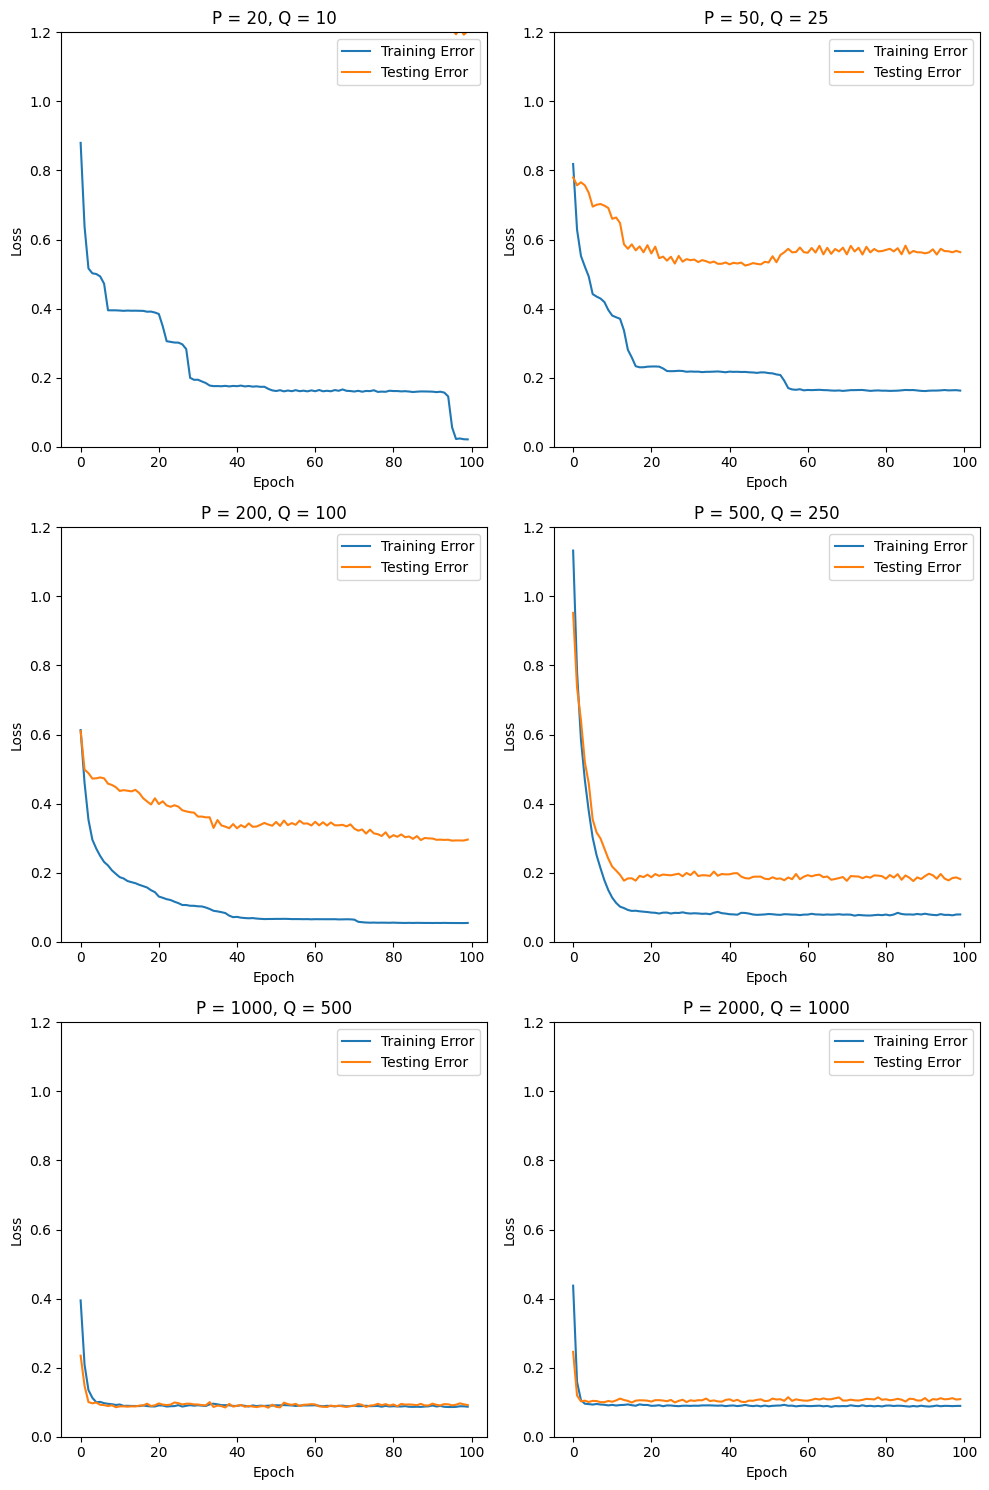 P = 20, Q = 10
1.2
1.0
0.8
0.6
0.4
0.2
0.0
Loss
Training Error
Testing Error
0 20 40 60 80 100
Epoch
P = 50, Q = 25
1.2
1.0
0.8
0.6
0.4
0.2
0.0
Loss
Training Error
Testing Error
0 20 40 60 80 100
Epoch
P = 200, Q = 100
1.2
1.0
0.8
0.6
0.4
0.2
0.0
Loss
Training Error
Testing Error
0 20 40 60 80 100
Epoch
P = 500, Q = 250
1.2
1.0
0.8
0.6
0.4
0.2
0.0
Loss
Training Error
Testing Error
0 20 40 60 80 100
Epoch
P = 1000, Q = 500
1.2
1.0
0.8
0.6
0.4
0.2
0.0
Loss
Training Error
Testing Error
0 20 40 60 80 100
Epoch
P = 2000, Q = 1000
1.2
1.0
0.8
0.6
0.4
0.2
0.0
Loss
Training Error
Testing Error
0 20 40 60 80 100
Epoch